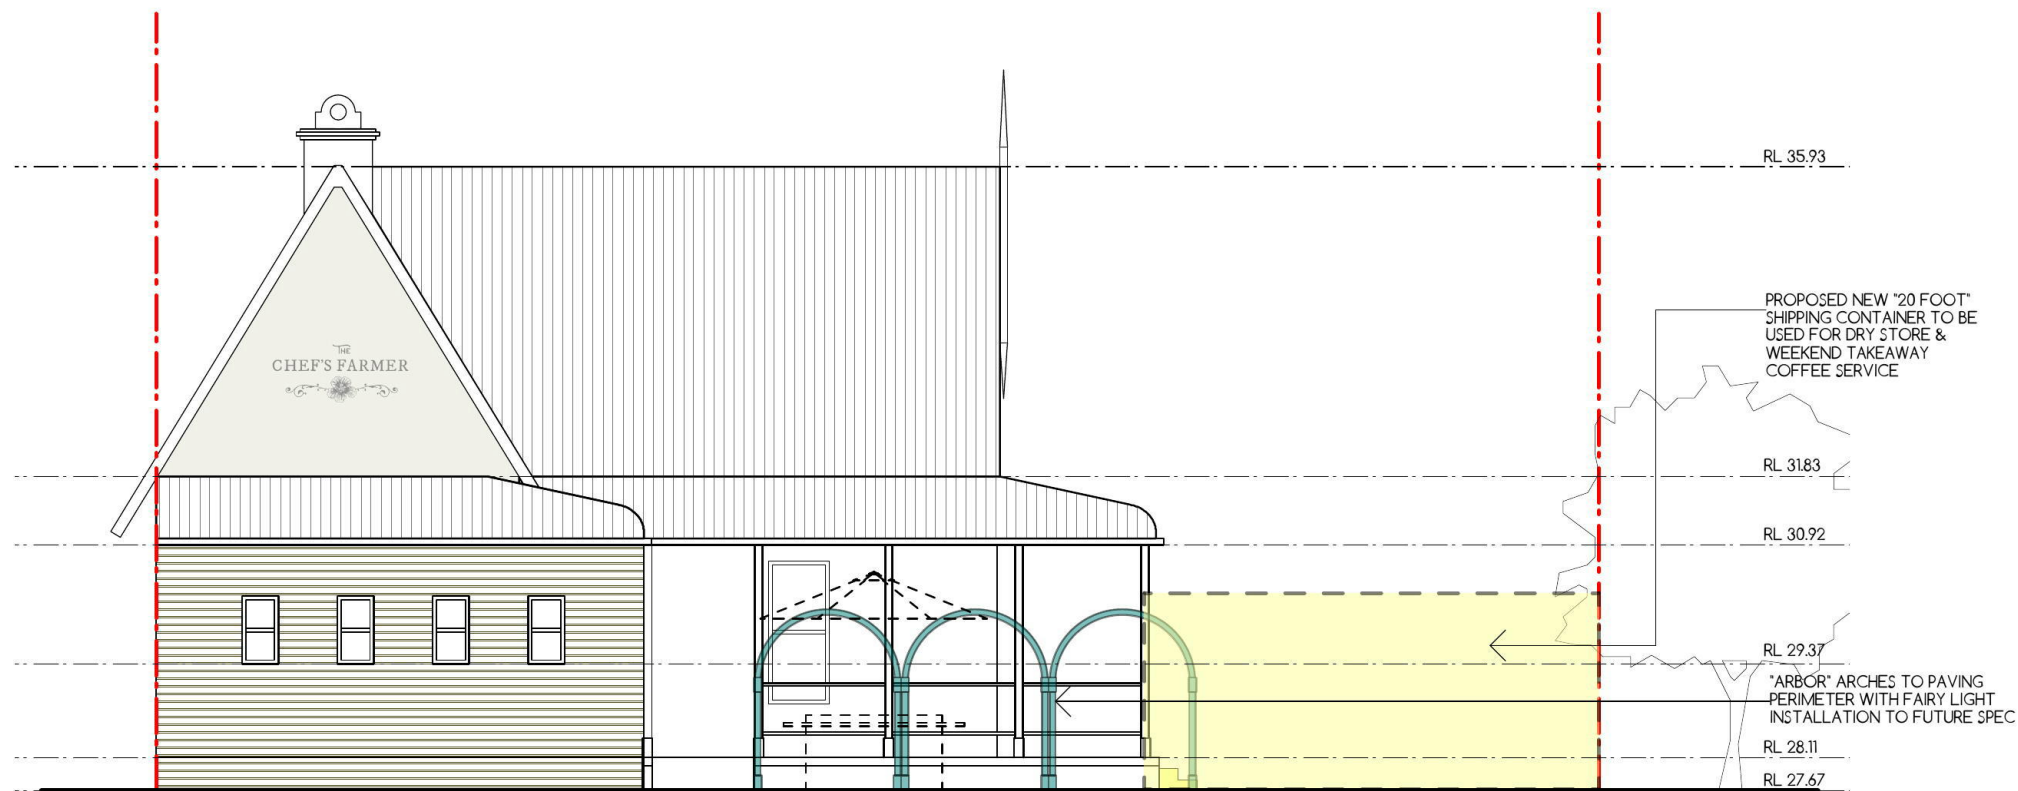 RL 35.93
PROPOSED NEW "20 FOOT"
SHIPPING CONTAINER TO BE
USED FOR DRY STORE &
WEEKEND TAKEAWAY
COFFEE SERVICE
THE
CHEF'S FARMER
RL 31.83
RL 30.92
RL 29.37
"ARBOR" ARCHES TO PAVING
PERIMETER WITH FAIRY LIGHT
INSTALLATION TO FUTURE SPEC
RL 28.11
RL 27.67